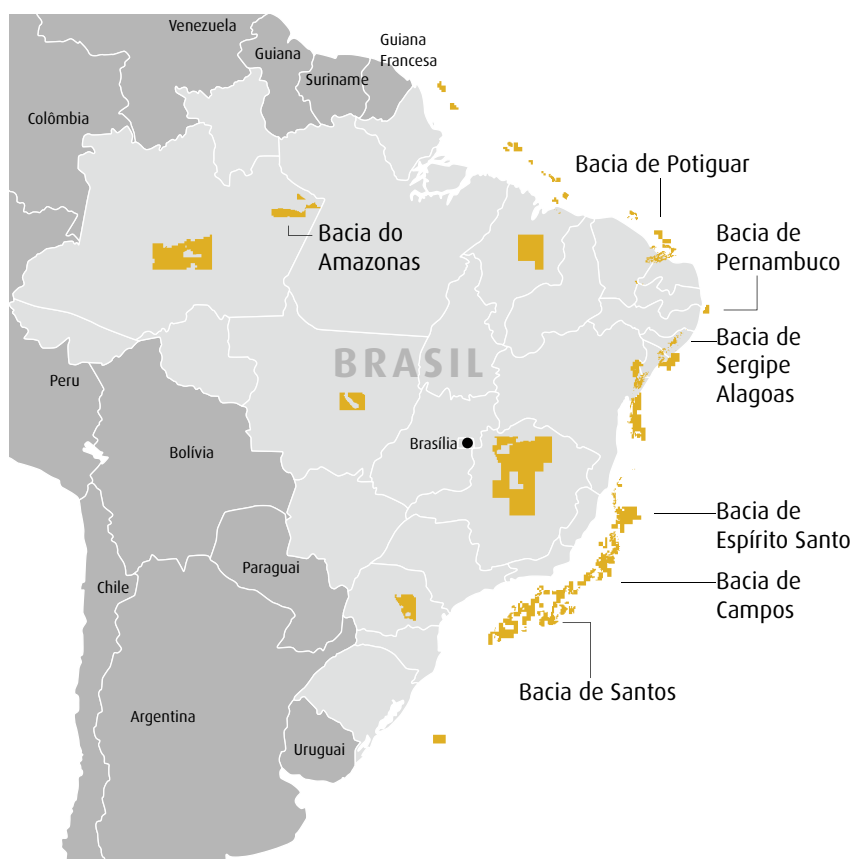 Venezuela
Guiana
Guiana
Francesa
Suriname
Colômbia
Bacia de Potiguar
Bacia do
Amazonas
Bacia de
Pernambuco
Bacia de
Sergipe
Alagoas
BRASIL
Peru
Brasília
Bolívia
Bacia de
Espírito Santo
Paraguai
Chile
Bacia de
Campos
Bacia de Santos
Argentina
Uruguai